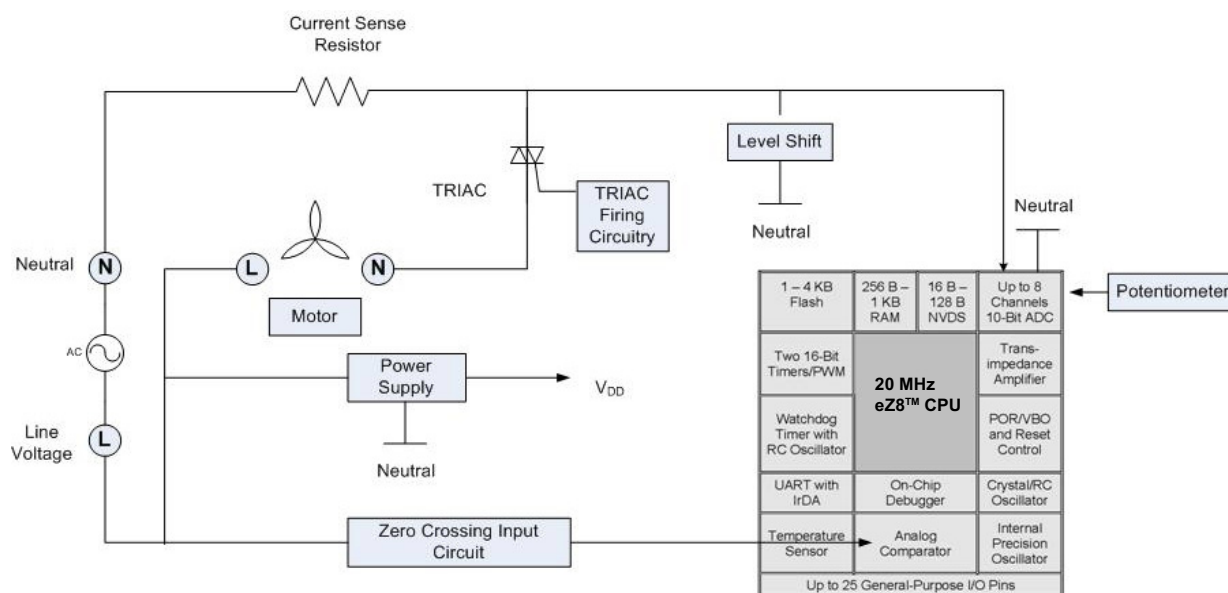 Current Sense
Resistor
Level Shift
TRIAC
TRIAC
Firing
Circuitry
Neutral
Neutral
Neutral
N
L
N
Motor
AC
Power
Supply
VDD
Line
Voltage
L
Neutral
Zero Crossing Input
Circuit
1 – 4 KB
Flash
256 B –
1 KB
RAM
16 B –
128 B
NVDS
Up to 8
Channels
10-Bit ADC
Potentiometer
Two 16-Bit
Timers/PWM
20 MHz
eZ8™ CPU
Trans-
impedance
Amplifier
Watchdog
Timer with
RC Oscillator
POR/VBO
and Reset
Control
UART with
IrDA
On-Chip
Debugger
Crystal/RC
Oscillator
Temperature
Sensor
Analog
Comparator
Internal
Precision
Oscillator
Up to 25 General-Purpose I/O Pins